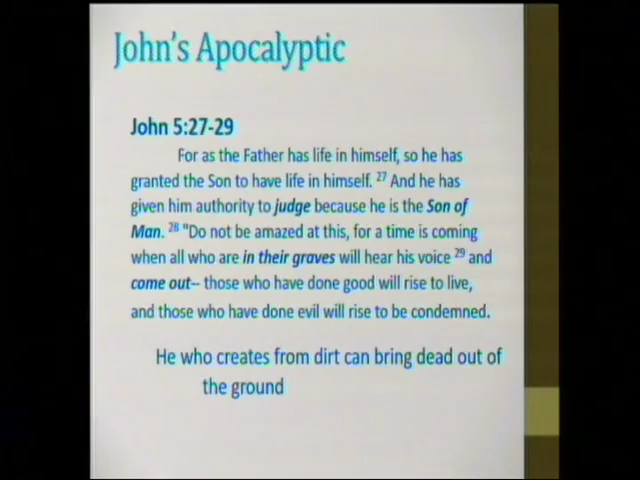 John's Apocalyptic
John 5:27-29
For as the Father has life in himself, so he has
granted the Son to have life in himself. 27 And he has
given him authority to judge because he is the Son of
Man. 28 "Do not be amazed at this, for a time is coming
when all who are in their graves will hear his voice 29 and
come out-- those who have done good will rise to live,
and those who have done evil will rise to be condemned.
He who creates from dirt can bring dead out of
the ground